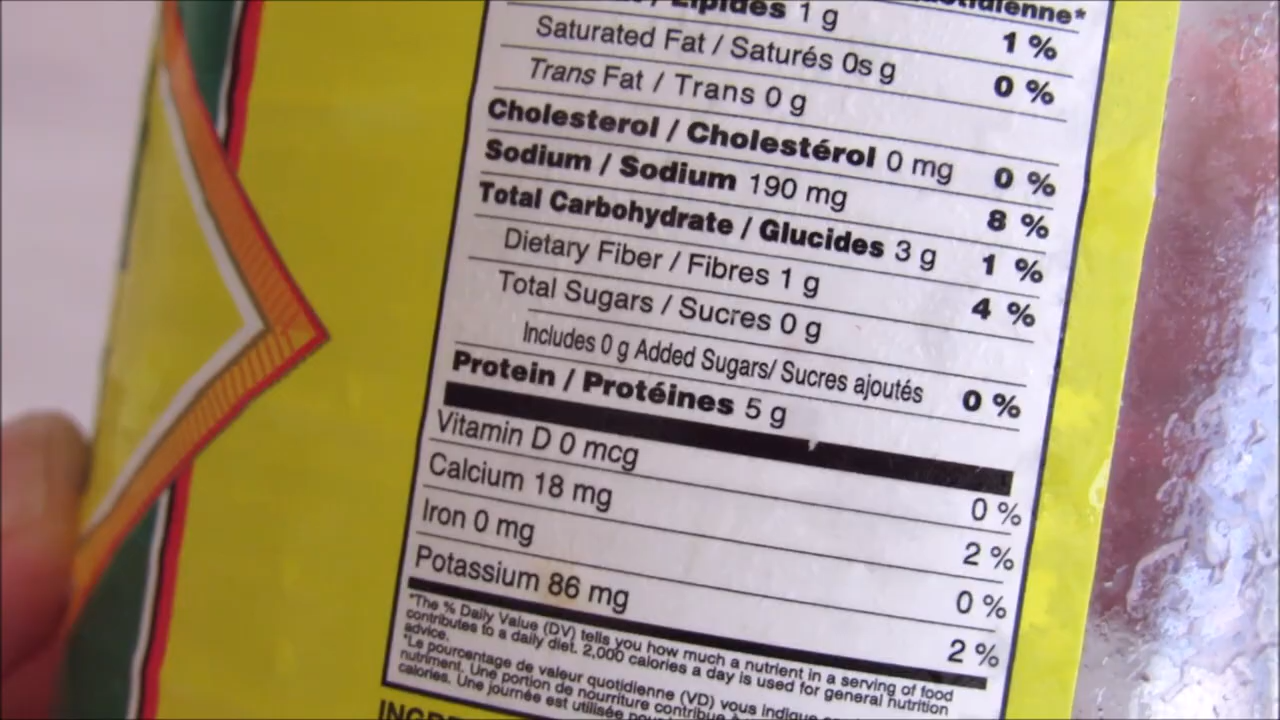 Lipides 1 g 1 %
Saturated Fat / Saturés 0s g 0 %
Trans Fat / Trans 0 g
Cholesterol / Cholestérol 0 mg 0 %
Sodium / Sodium 190 mg 8 %
Total Carbohydrate / Glucides 3 g 1 %
Dietary Fiber / Fibres 1 g 4 %
Total Sugars / Sucres 0 g
Includes 0 g Added Sugars/ Sucres ajoutés 0 %
Protein / Protéines 5 g
Vitamin D 0 mcg 0 %
Calcium 18 mg 2 %
Iron 0 mg 0 %
Potassium 86 mg 2 %
*The % Daily Value (DV) tells you how much a nutrient in a serving of food
contributes to a daily diet. 2,000 calories a day is used for general nutrition
advice.
*Le pourcentage de valeur quotidienne (VD) vous indique
nutriment. Une portion de nourriture contribue
calories. Une journée est utilisée